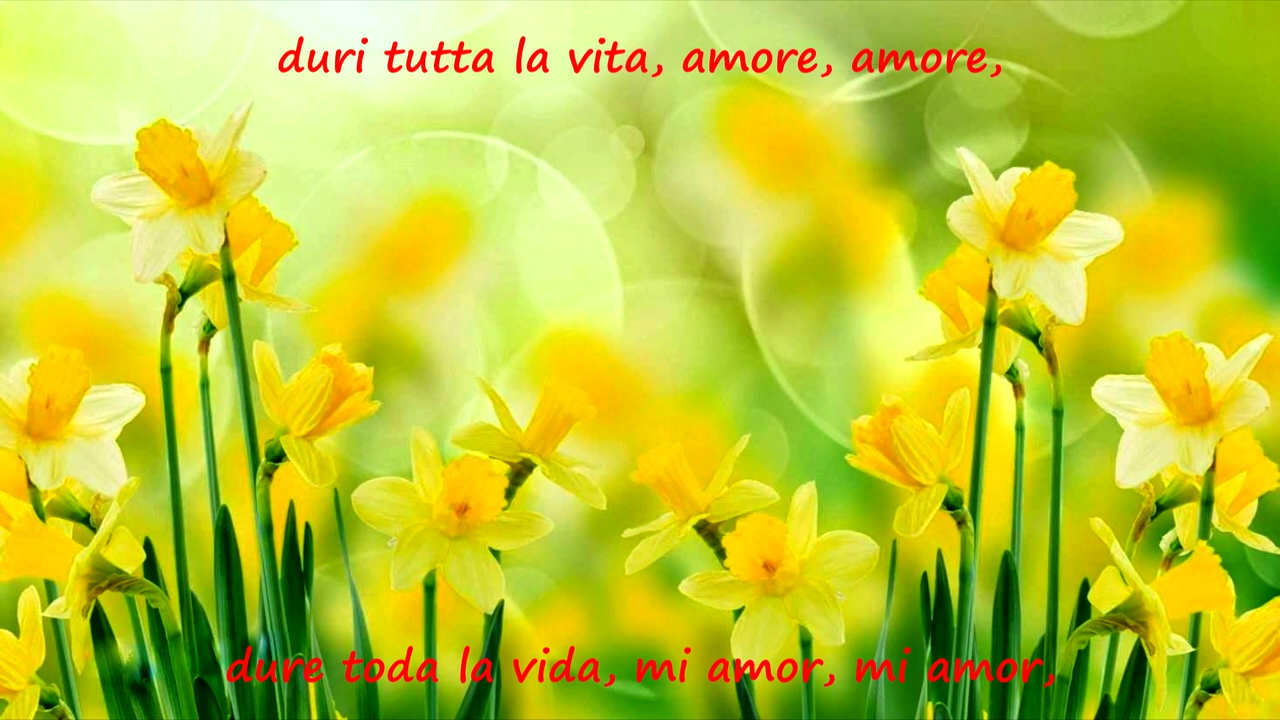 duri tutta la vita, amore, amore,
dure toda la vida, mi amor, mi amor,